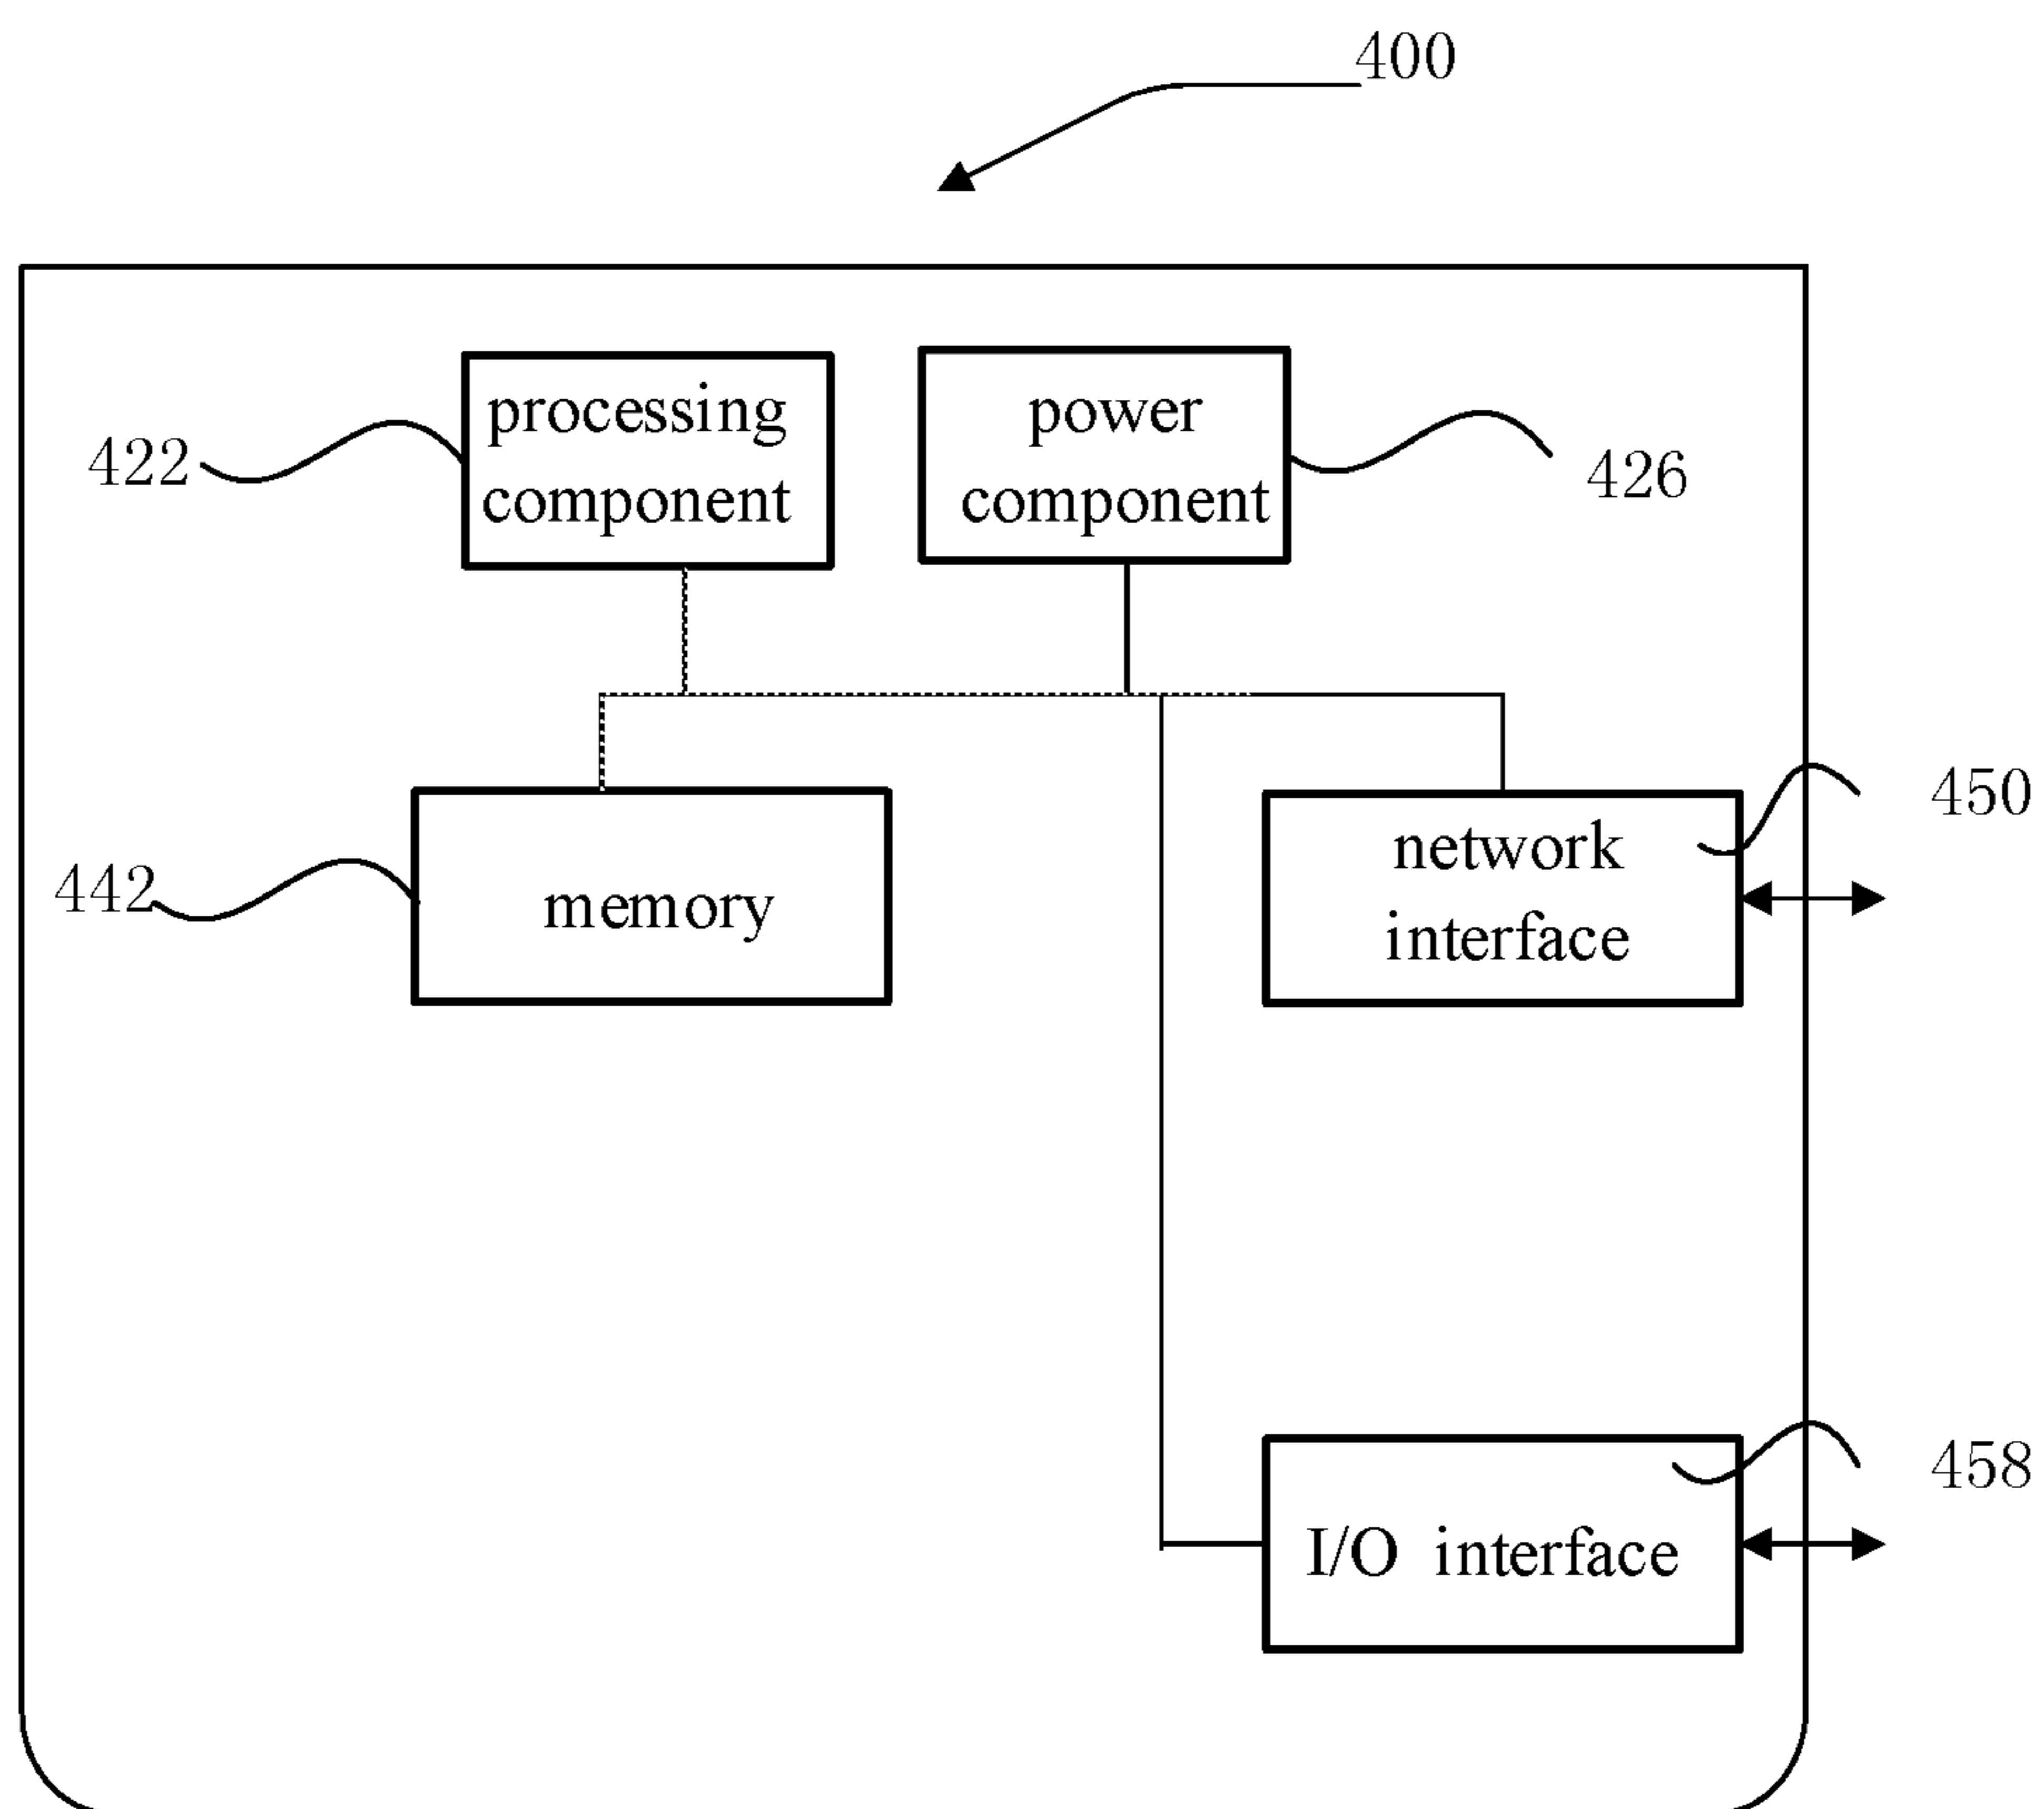 400
processing
component
power
component
422
426
memory
442
network
interface
450
I/O interface
458